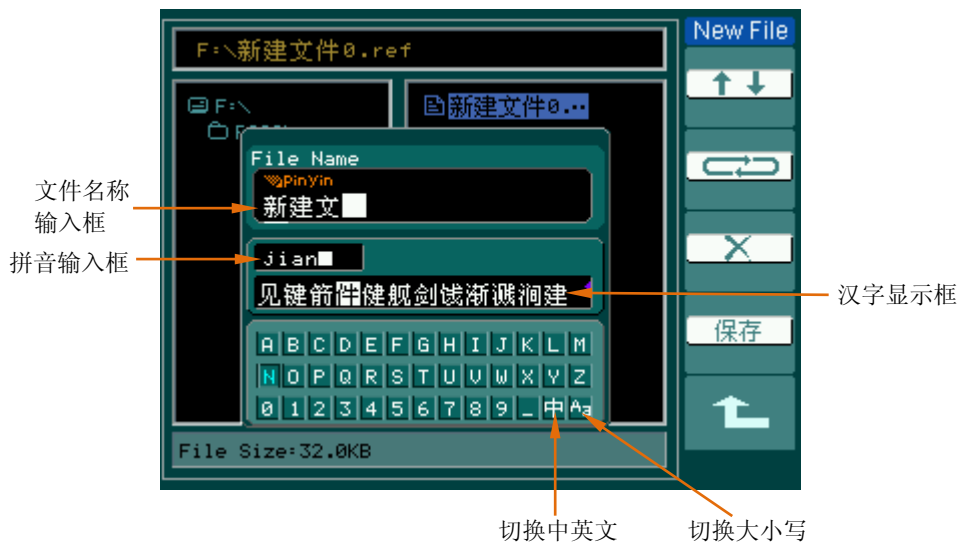 New File
F:\新建文件0.ref
F:\
新建文件0.…
File Name
PinYin
新建文
文件名称
输入框
jian
拼音输入框
见键箭件健舰剑饯渐溅涧建
汉字显示框
保存
A B C D E F G H I J K L M
N O P Q R S T U V W X Y Z
0 1 2 3 4 5 6 7 8 9 _ 中 Aa
File Size:32.0KB
切换中英文
切换大小写